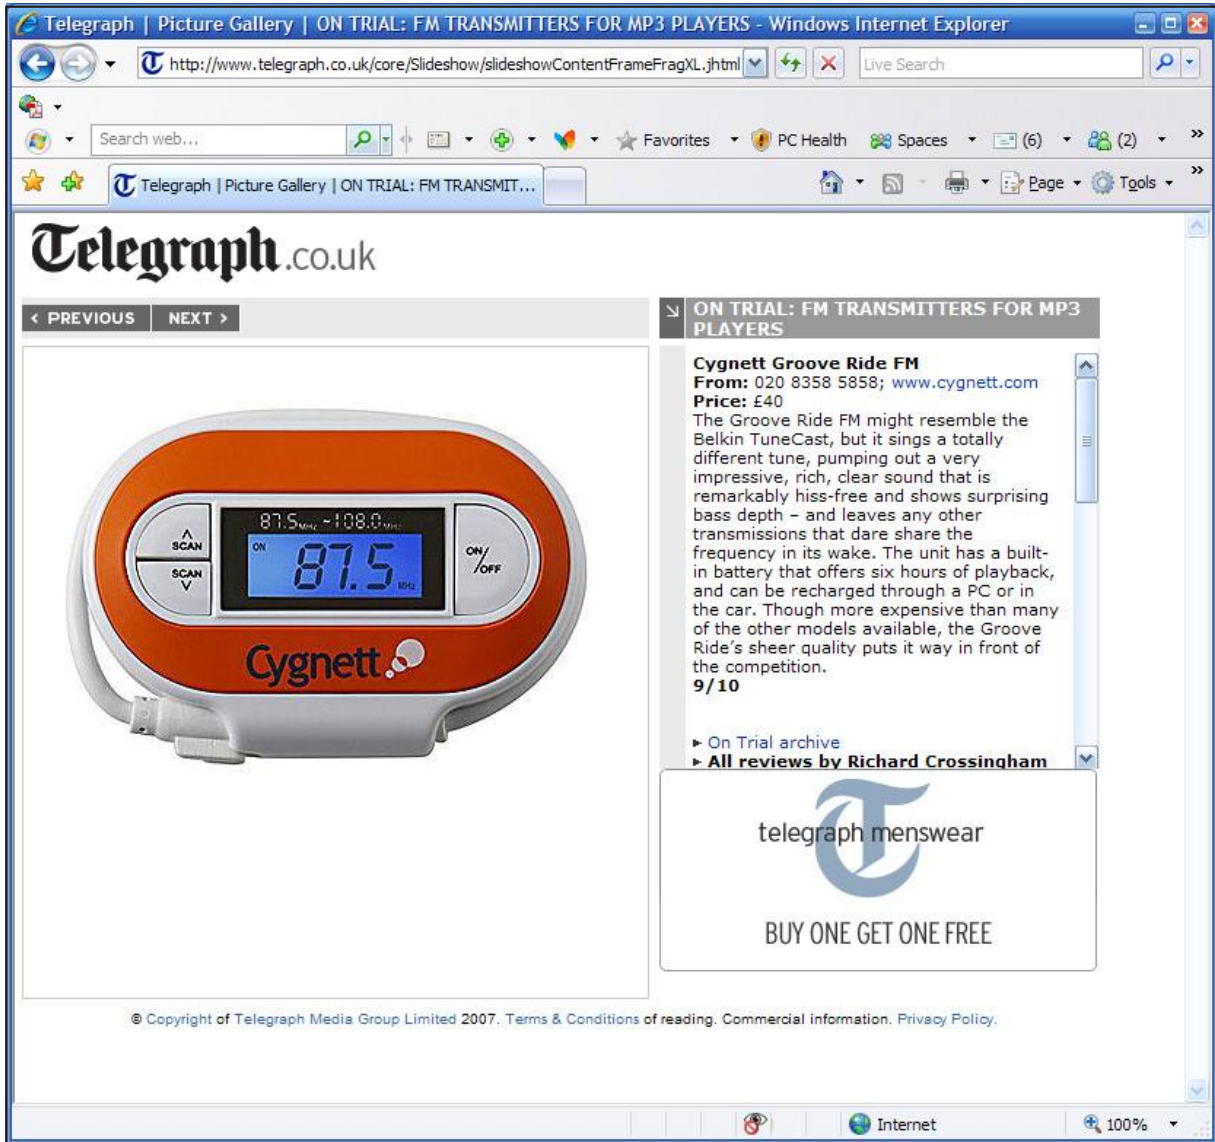 Telegraph | Picture Gallery | ON TRIAL: FM TRANSMITTERS FOR MP3 PLAYERS - Windows Internet Explorer
http://www.telegraph.co.uk/core/Slideshow/slideshowContentFrameFragXL.jhtml
Live Search
Search web...
Favorites
PC Health
Spaces
(6)
(2)
Telegraph | Picture Gallery | ON TRIAL: FM TRANSMIT...
Page
Tools
Telegraph.co.uk
< PREVIOUS
NEXT >
ON TRIAL: FM TRANSMITTERS FOR MP3
PLAYERS
87.5MHz ~108.0MHz
SCAN
SCAN
ON
87.5 MHz
ON/OFF
Cygnett
Cygnett Groove Ride FM
From: 020 8358 5858; www.cygnett.com
Price: £40
The Groove Ride FM might resemble the
Belkin TuneCast, but it sings a totally
different tune, pumping out a very
impressive, rich, clear sound that is
remarkably hiss-free and shows surprising
bass depth – and leaves any other
transmissions that dare share the
frequency in its wake. The unit has a built-
in battery that offers six hours of playback,
and can be recharged through a PC or in
the car. Though more expensive than many
of the other models available, the Groove
Ride's sheer quality puts it way in front of
the competition.
9/10
On Trial archive
All reviews by Richard Crossingham
telegraph menswear
BUY ONE GET ONE FREE
© Copyright of Telegraph Media Group Limited 2007. Terms & Conditions of reading. Commercial information. Privacy Policy.
Internet
100%